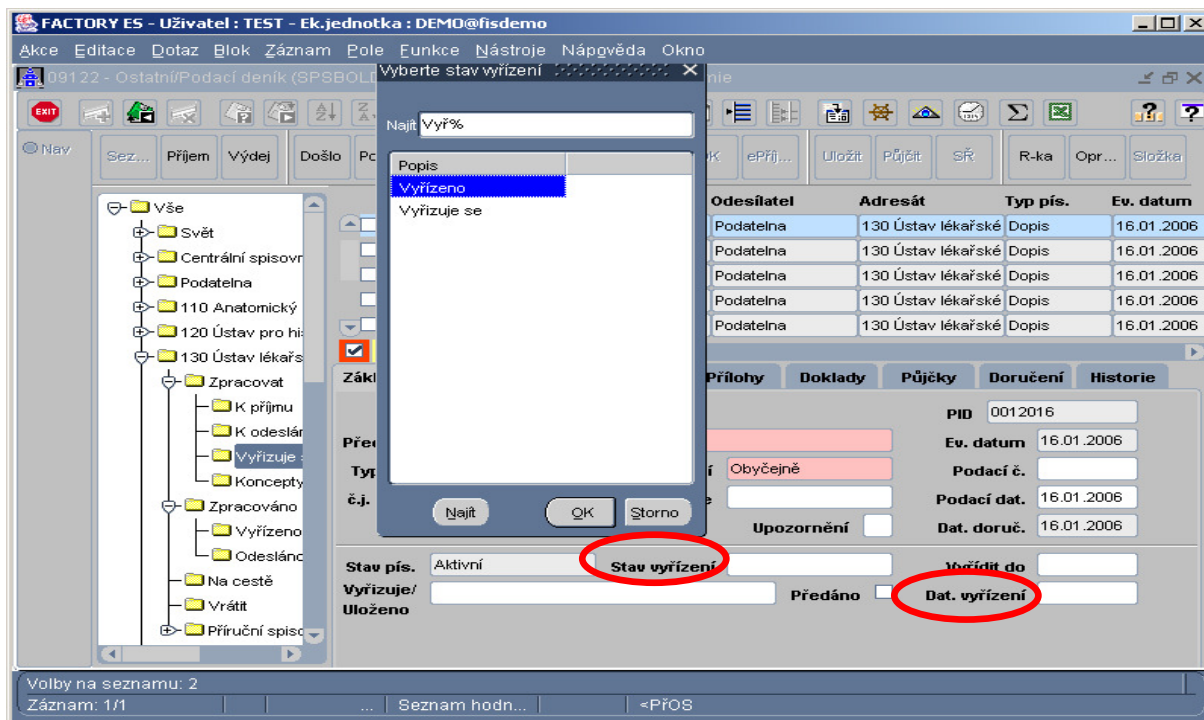 FACTORY ES - Uživatel : TEST - Ek.jednotka : DEMO@fisdemo
Akce Editace Dotaz Blok Záznam Pole Funkce Nástroje Nápověda Okno
09122 - Ostatní/Podací deník (SPSBOLD
Vyberte stav vyřízení
EXIT
Najít Vyř%
Nav
Sez... Příjem Výdej Došlo
ePříj... Uložit Půjčit SŘ R-ka Opr... Složka
Popis
Vyřízeno
Vyřizuje se
Odesílatel Adresát Typ pís. Ev. datum
Podatelna 130 Ústav lékařské Dopis 16.01.2006
Podatelna 130 Ústav lékařské Dopis 16.01.2006
Podatelna 130 Ústav lékařské Dopis 16.01.2006
Podatelna 130 Ústav lékařské Dopis 16.01.2006
Podatelna 130 Ústav lékařské Dopis 16.01.2006
Vše
Svět
Centrální spisovn
Podatelna
110 Anatomický
120 Ústav pro hi
130 Ústav lékařs
Zpracovat
K příjmu
K odeslán
Vyřizuje
Koncepty
Zpracováno
Vyřízeno
Odesláno
Na cestě
Vrátit
Příruční spiso
Přílohy Doklady Půjčky Doručení Historie
PID 0012016
Ev. datum 16.01.2006
Obyčejně Podací č.
č.j. Podací dat. 16.01.2006
Upozornění Dat. doruč. 16.01.2006
Najít OK Storno
Stav pís. Aktivní Stav vyřízení Vyřídit do
Vyřizuje/
Uloženo
Předáno Dat. vyřízení
Volby na seznamu: 2
Záznam: 1/1 ... Seznam hodn... <PřOS